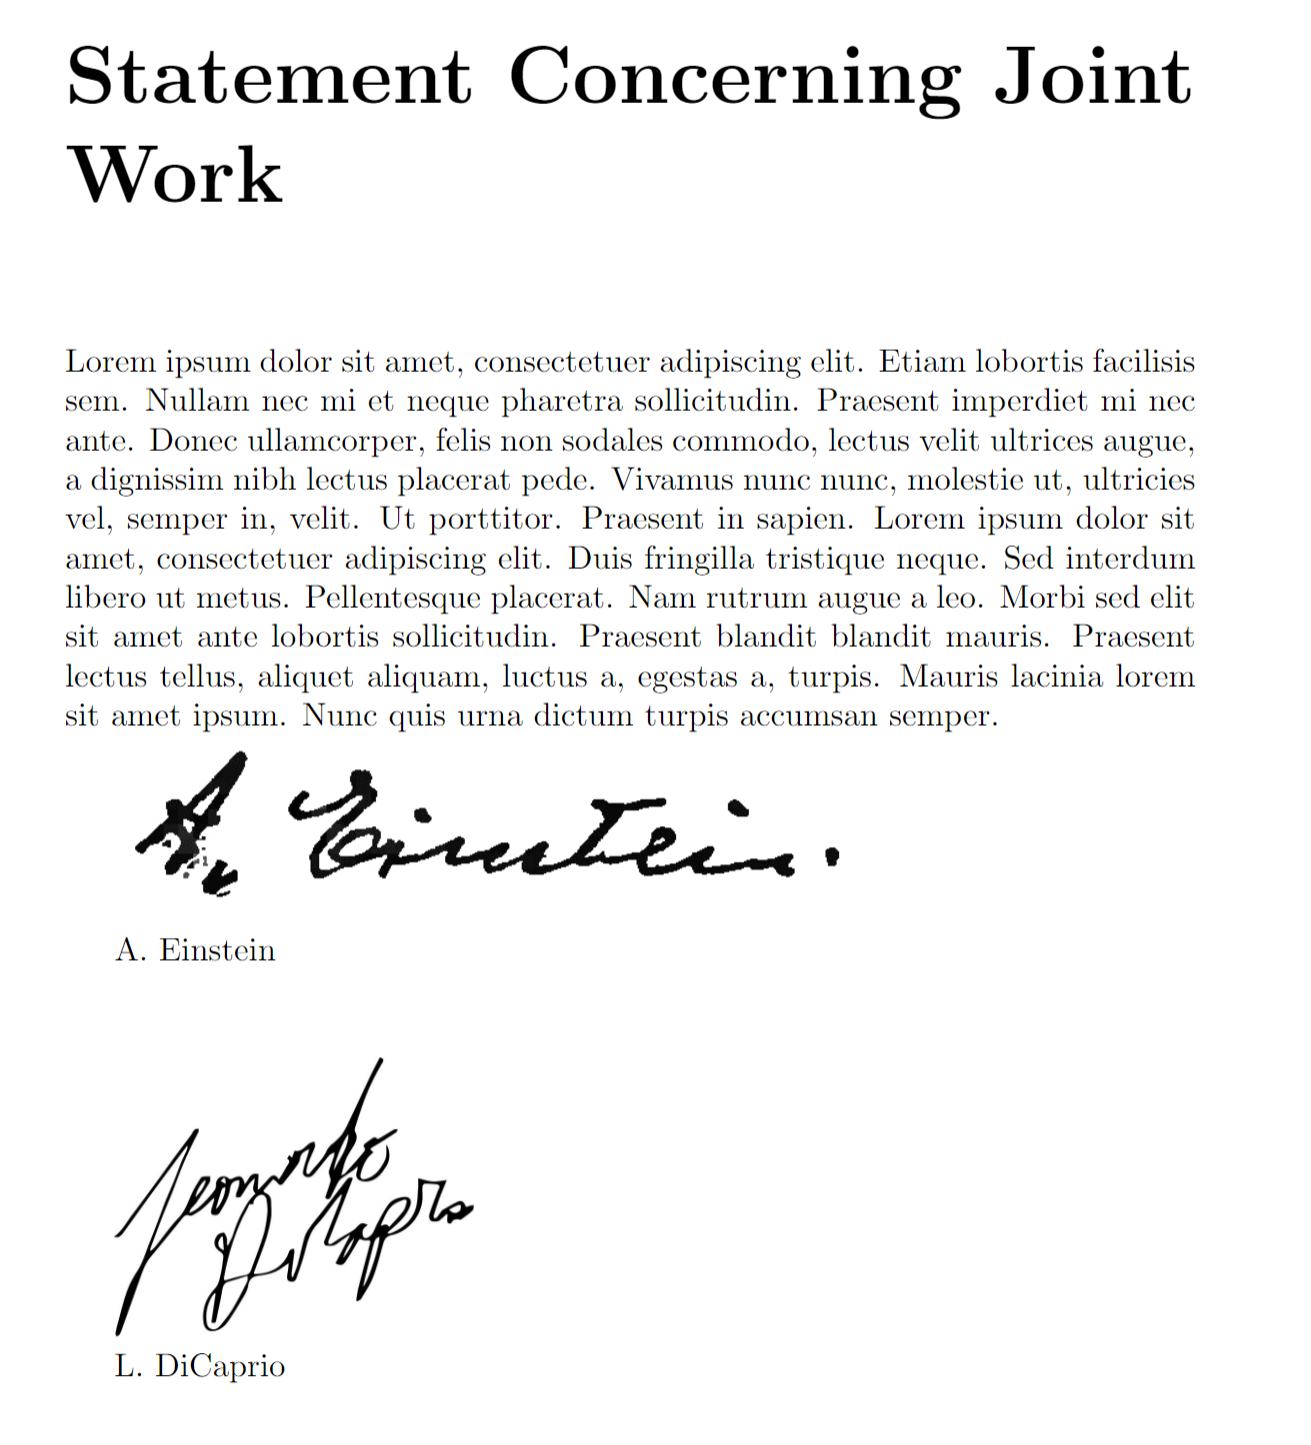 Statement Concerning Joint
Work
Lorem ipsum dolor sit amet, consectetuer adipiscing elit. Etiam lobortis facilisis
sem. Nullam nec mi et neque pharetra sollicitudin. Praesent imperdiet mi nec
ante. Donec ullamcorper, felis non sodales commodo, lectus velit ultrices augue,
a dignissim nibh lectus placerat pede. Vivamus nunc nunc, molestie ut, ultricies
vel, semper in, velit. Ut porttitor. Praesent in sapien. Lorem ipsum dolor sit
amet, consectetuer adipiscing elit. Duis fringilla tristique neque. Sed interdum
libero ut metus. Pellentesque placerat. Nam rutrum augue a leo. Morbi sed elit
sit amet ante lobortis sollicitudin. Praesent blandit blandit mauris. Praesent
lectus tellus, aliquet aliquam, luctus a, egestas a, turpis. Mauris lacinia lorem
sit amet ipsum. Nunc quis urna dictum turpis accumsan semper.
A. Einstein.
A. Einstein
Leonardo
DiCaprio
L. DiCaprio